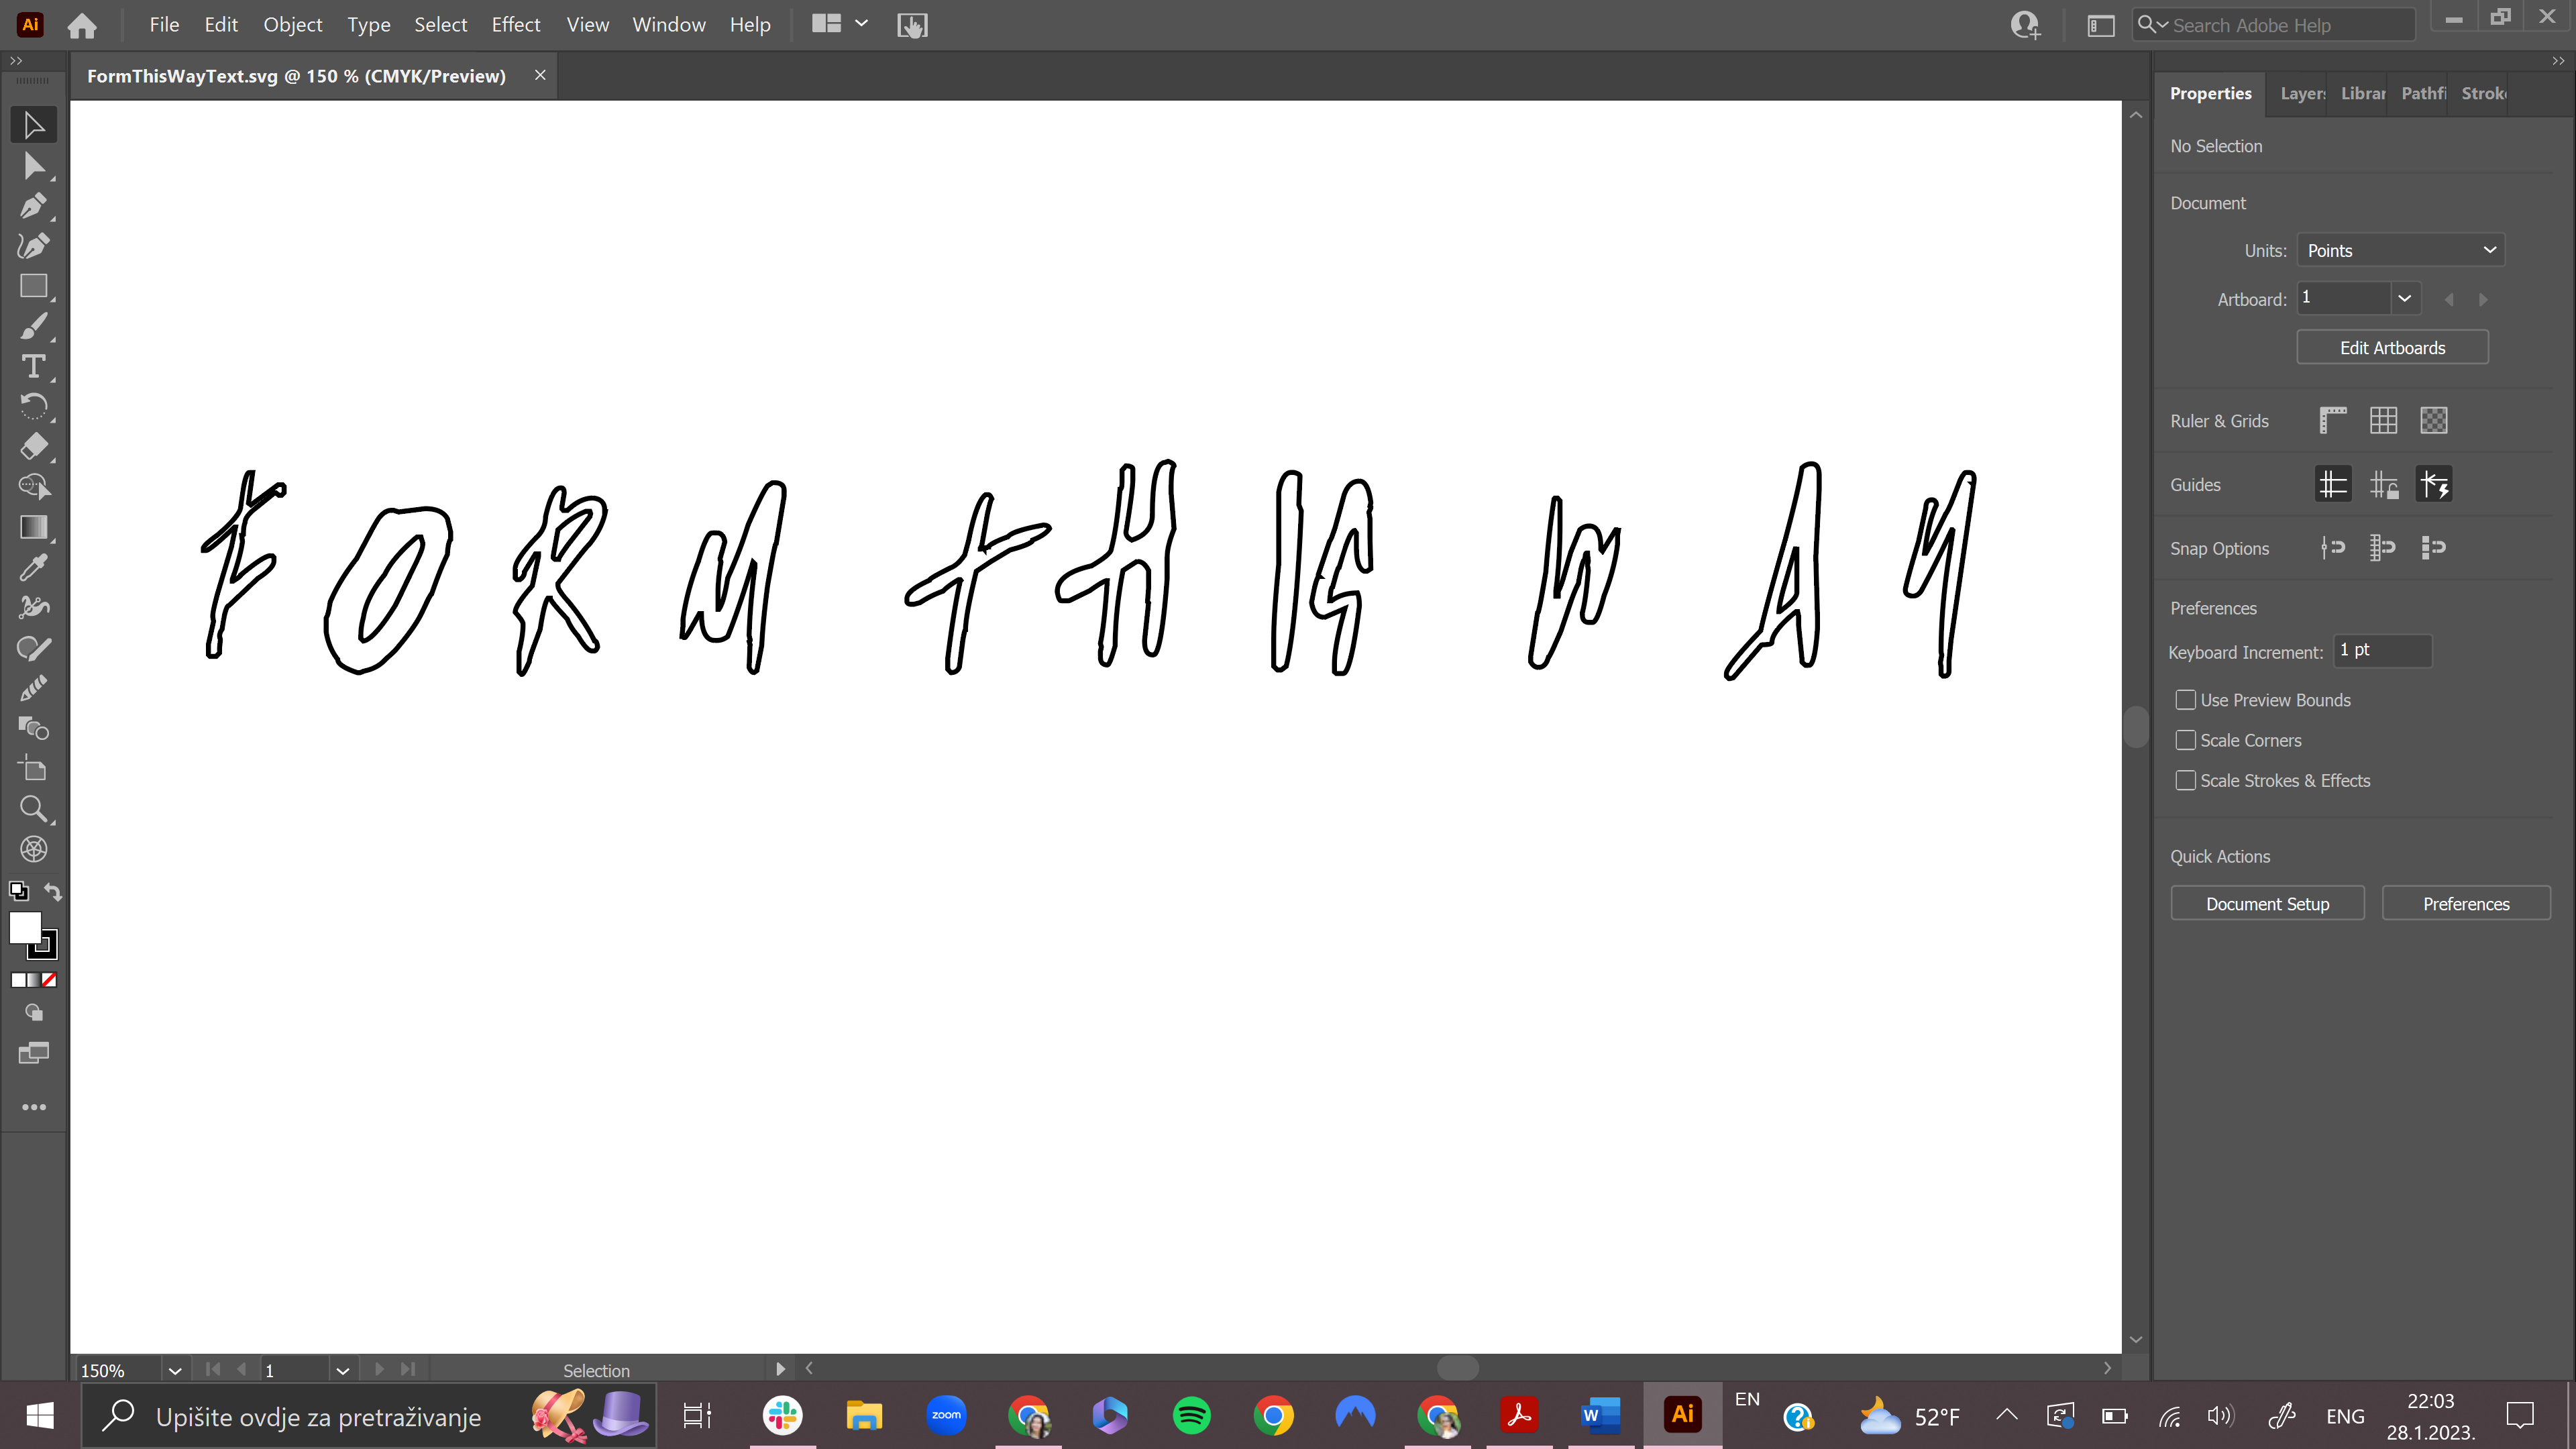 Ai File Edit Object Type Select Effect View Window Help Search Adobe Help
FormThisWayText.svg @ 150 % (CMYK/Preview)
Properties Layers Librar Pathfi Stroke
No Selection
Document
Units: Points
Artboard: 1
Edit Artboards
Ruler & Grids
Guides
Snap Options
Preferences
Keyboard Increment: 1 pt
Use Preview Bounds
Scale Corners
Scale Strokes & Effects
Quick Actions
Document Setup Preferences
FORM tHIS WAY
150% 1 Selection
Upišite ovdje za pretraživanje zoom W Ai EN 52°F ENG 22:03
28.1.2023.